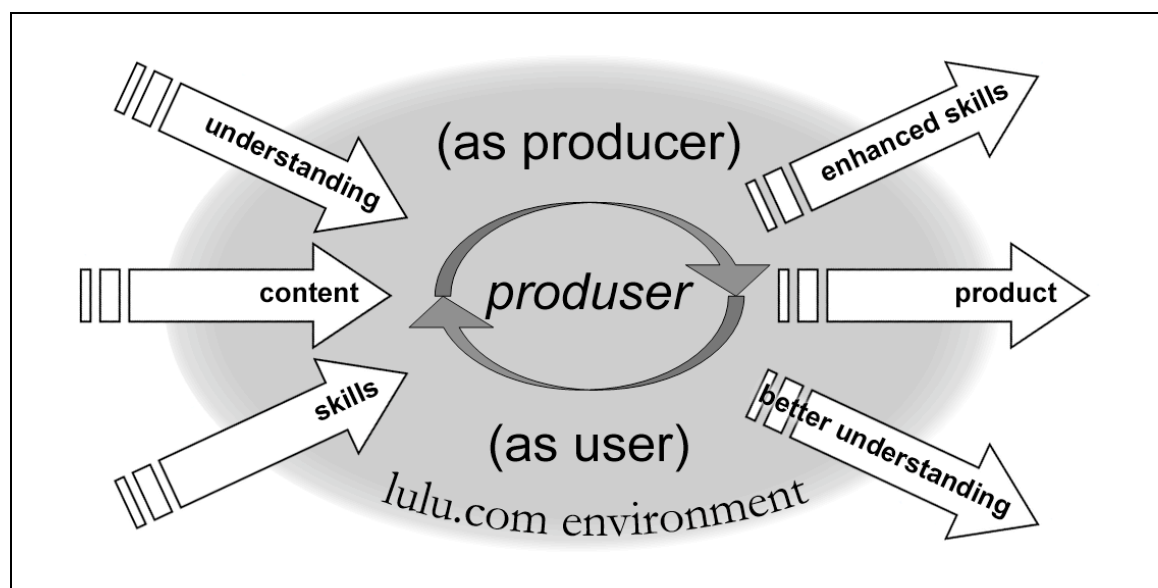 understanding
content
skills
(as producer)
produser
(as user)
lulu.com environment
enhanced skills
product
better understanding